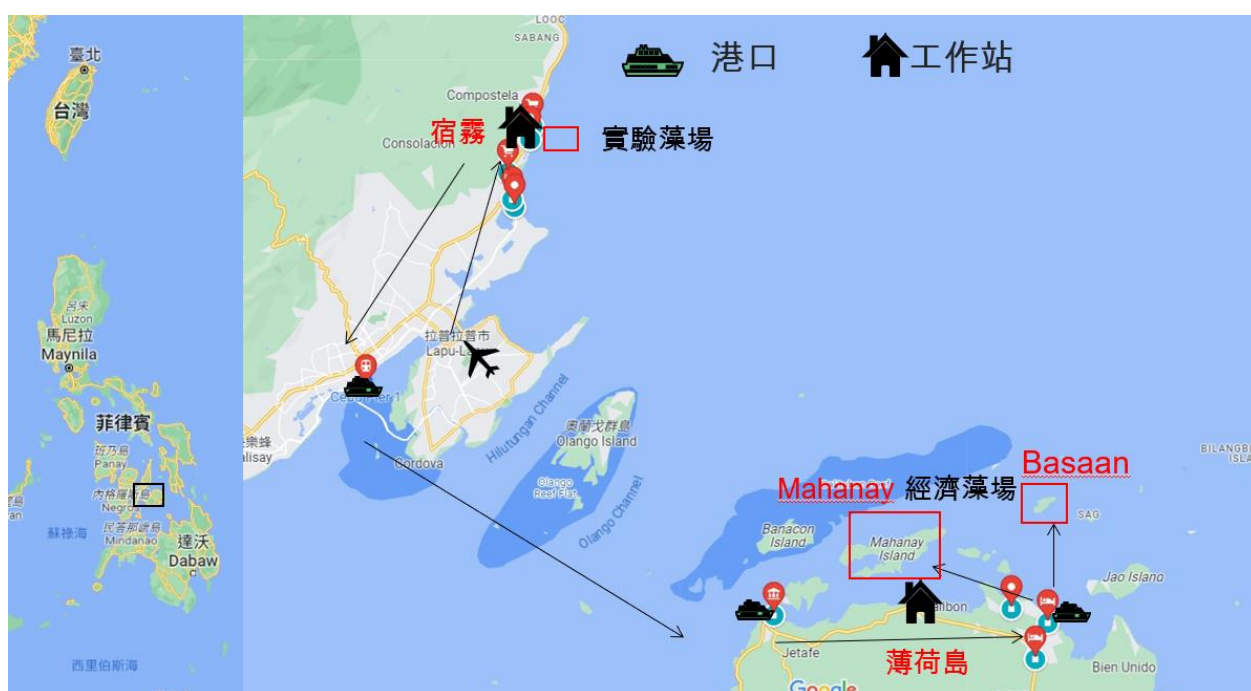 臺北
台灣
呂宋
Luzon
馬尼拉
Maynila
菲律賓
班乃島
Panay
內格羅斯島
Negros
蘇祿海
民答那峨島
Mindanao
達沃
Dabaw
西里伯斯海
LOOC
SABANG
港口
工作站
Compostela
宿霧
Consolacion
實驗藻場
拉普拉普市
Cordova
Hilutungan Channel
奧蘭戈群島
Olango Island
Olango
Reef Flat
Olango Channel
Basaan
Mahanay 經濟藻場
SAG
Banacon
Island
Mahanay
Island
Jao Island
Jetafe
薄荷島
Bien Unido
Google